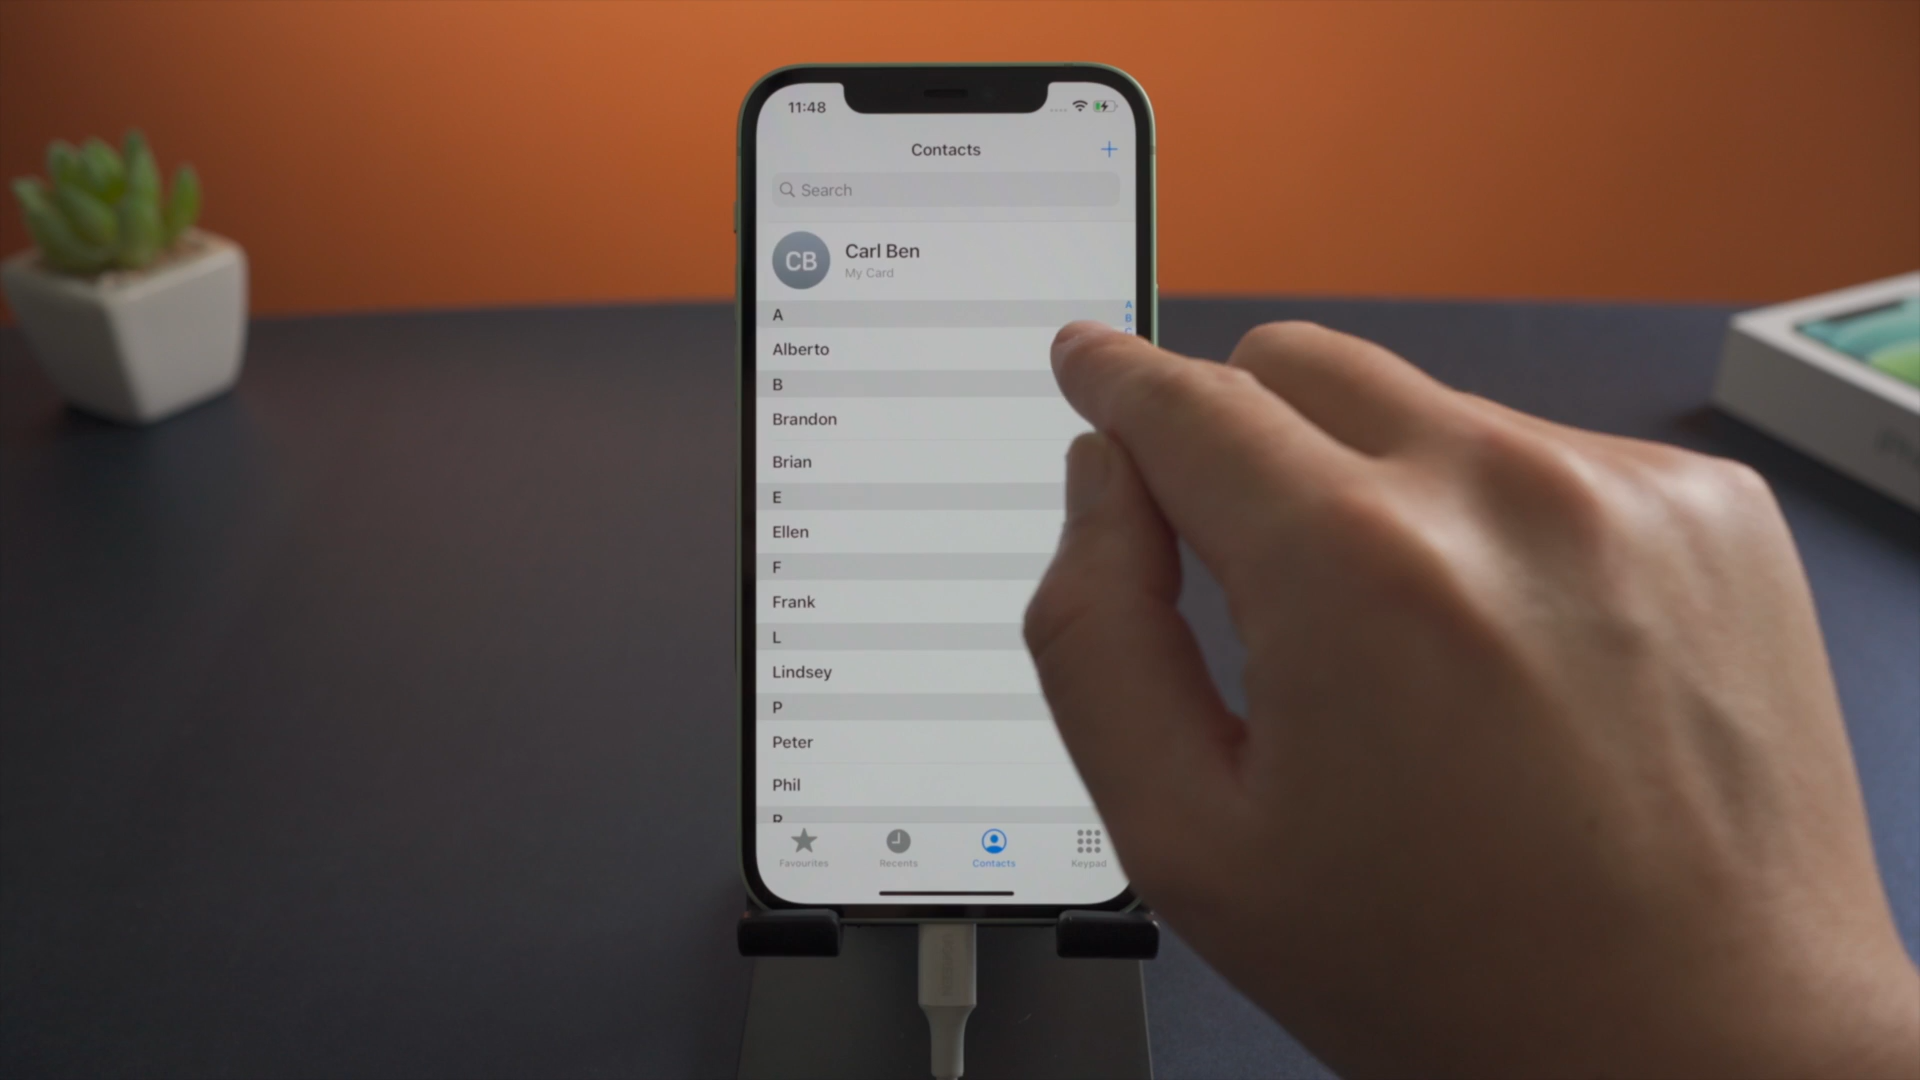 11:48
Contacts
Search
CB
Carl Ben
My Card
A
Alberto
B
Brandon
Brian
E
Ellen
F
Frank
L
Lindsey
P
Peter
Phil
R
A
B
C
Favourites
Recents
Contacts
Keypad